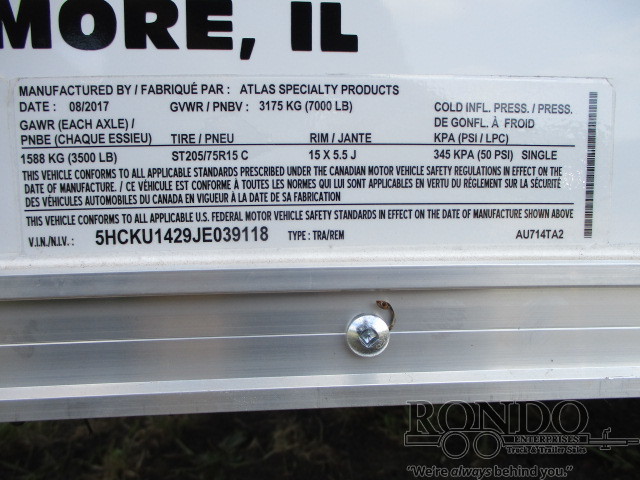 MORE, IL
MANUFACTURED BY / FABRIQUÉ PAR : ATLAS SPECIALTY PRODUCTS
DATE : 08/2017 GVWR / PNBV : 3175 KG (7000 LB) COLD INFL. PRESS. / PRESS.
DE GONFL. À FROID
GAWR (EACH AXLE) /
PNBE (CHAQUE ESSIEU) TIRE / PNEU RIM / JANTE KPA (PSI / LPC)
1588 KG (3500 LB) ST205/75R15 C 15 X 5.5 J 345 KPA (50 PSI) SINGLE
THIS VEHICLE CONFORMS TO ALL APPLICABLE STANDARDS PRESCRIBED UNDER THE CANADIAN MOTOR VEHICLE SAFETY REGULATIONS IN EFFECT ON THE
DATE OF MANUFACTURE. / CE VÉHICULE EST CONFORME À TOUTES LES NORMES QUI LUI SONT APPLICABLES EN VERTU DU RÈGLEMENT SUR LA SÉCURITÉ
DES VÉHICULES AUTOMOBILES DU CANADA EN VIGUEUR À LA DATE DE SA FABRICATION
THIS VEHICLE CONFORMS TO ALL APPLICABLE U.S. FEDERAL MOTOR VEHICLE SAFETY STANDARDS IN EFFECT ON THE DATE OF MANUFACTURE SHOWN ABOVE
V.I.N./N.I.V.: 5HCKU1429JE039118 TYPE : TRA/REM AU714TA2
RONDO
ENTERPRISES
Truck & Trailer Sales
"We're always behind you."